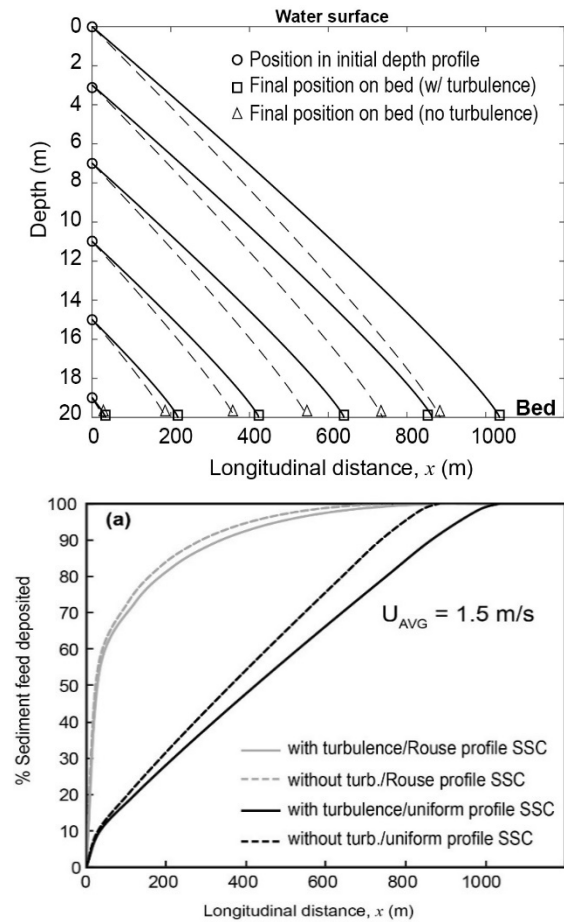 Water surface
0
2
4
6
8
10
12
14
16
18
20
Depth (m)
Position in initial depth profile
Final position on bed (w/ turbulence)
Final position on bed (no turbulence)
Bed
0 200 400 600 800 1000
Longitudinal distance, x (m)
(a)
100
90
80
70
60
50
40
30
20
10
0
% Sediment feed deposited
U_AVG = 1.5 m/s
with turbulence/Rouse profile SSC
without turb./Rouse profile SSC
with turbulence/uniform profile SSC
without turb./uniform profile SSC
0 200 400 600 800 1000
Longitudinal distance, x (m)